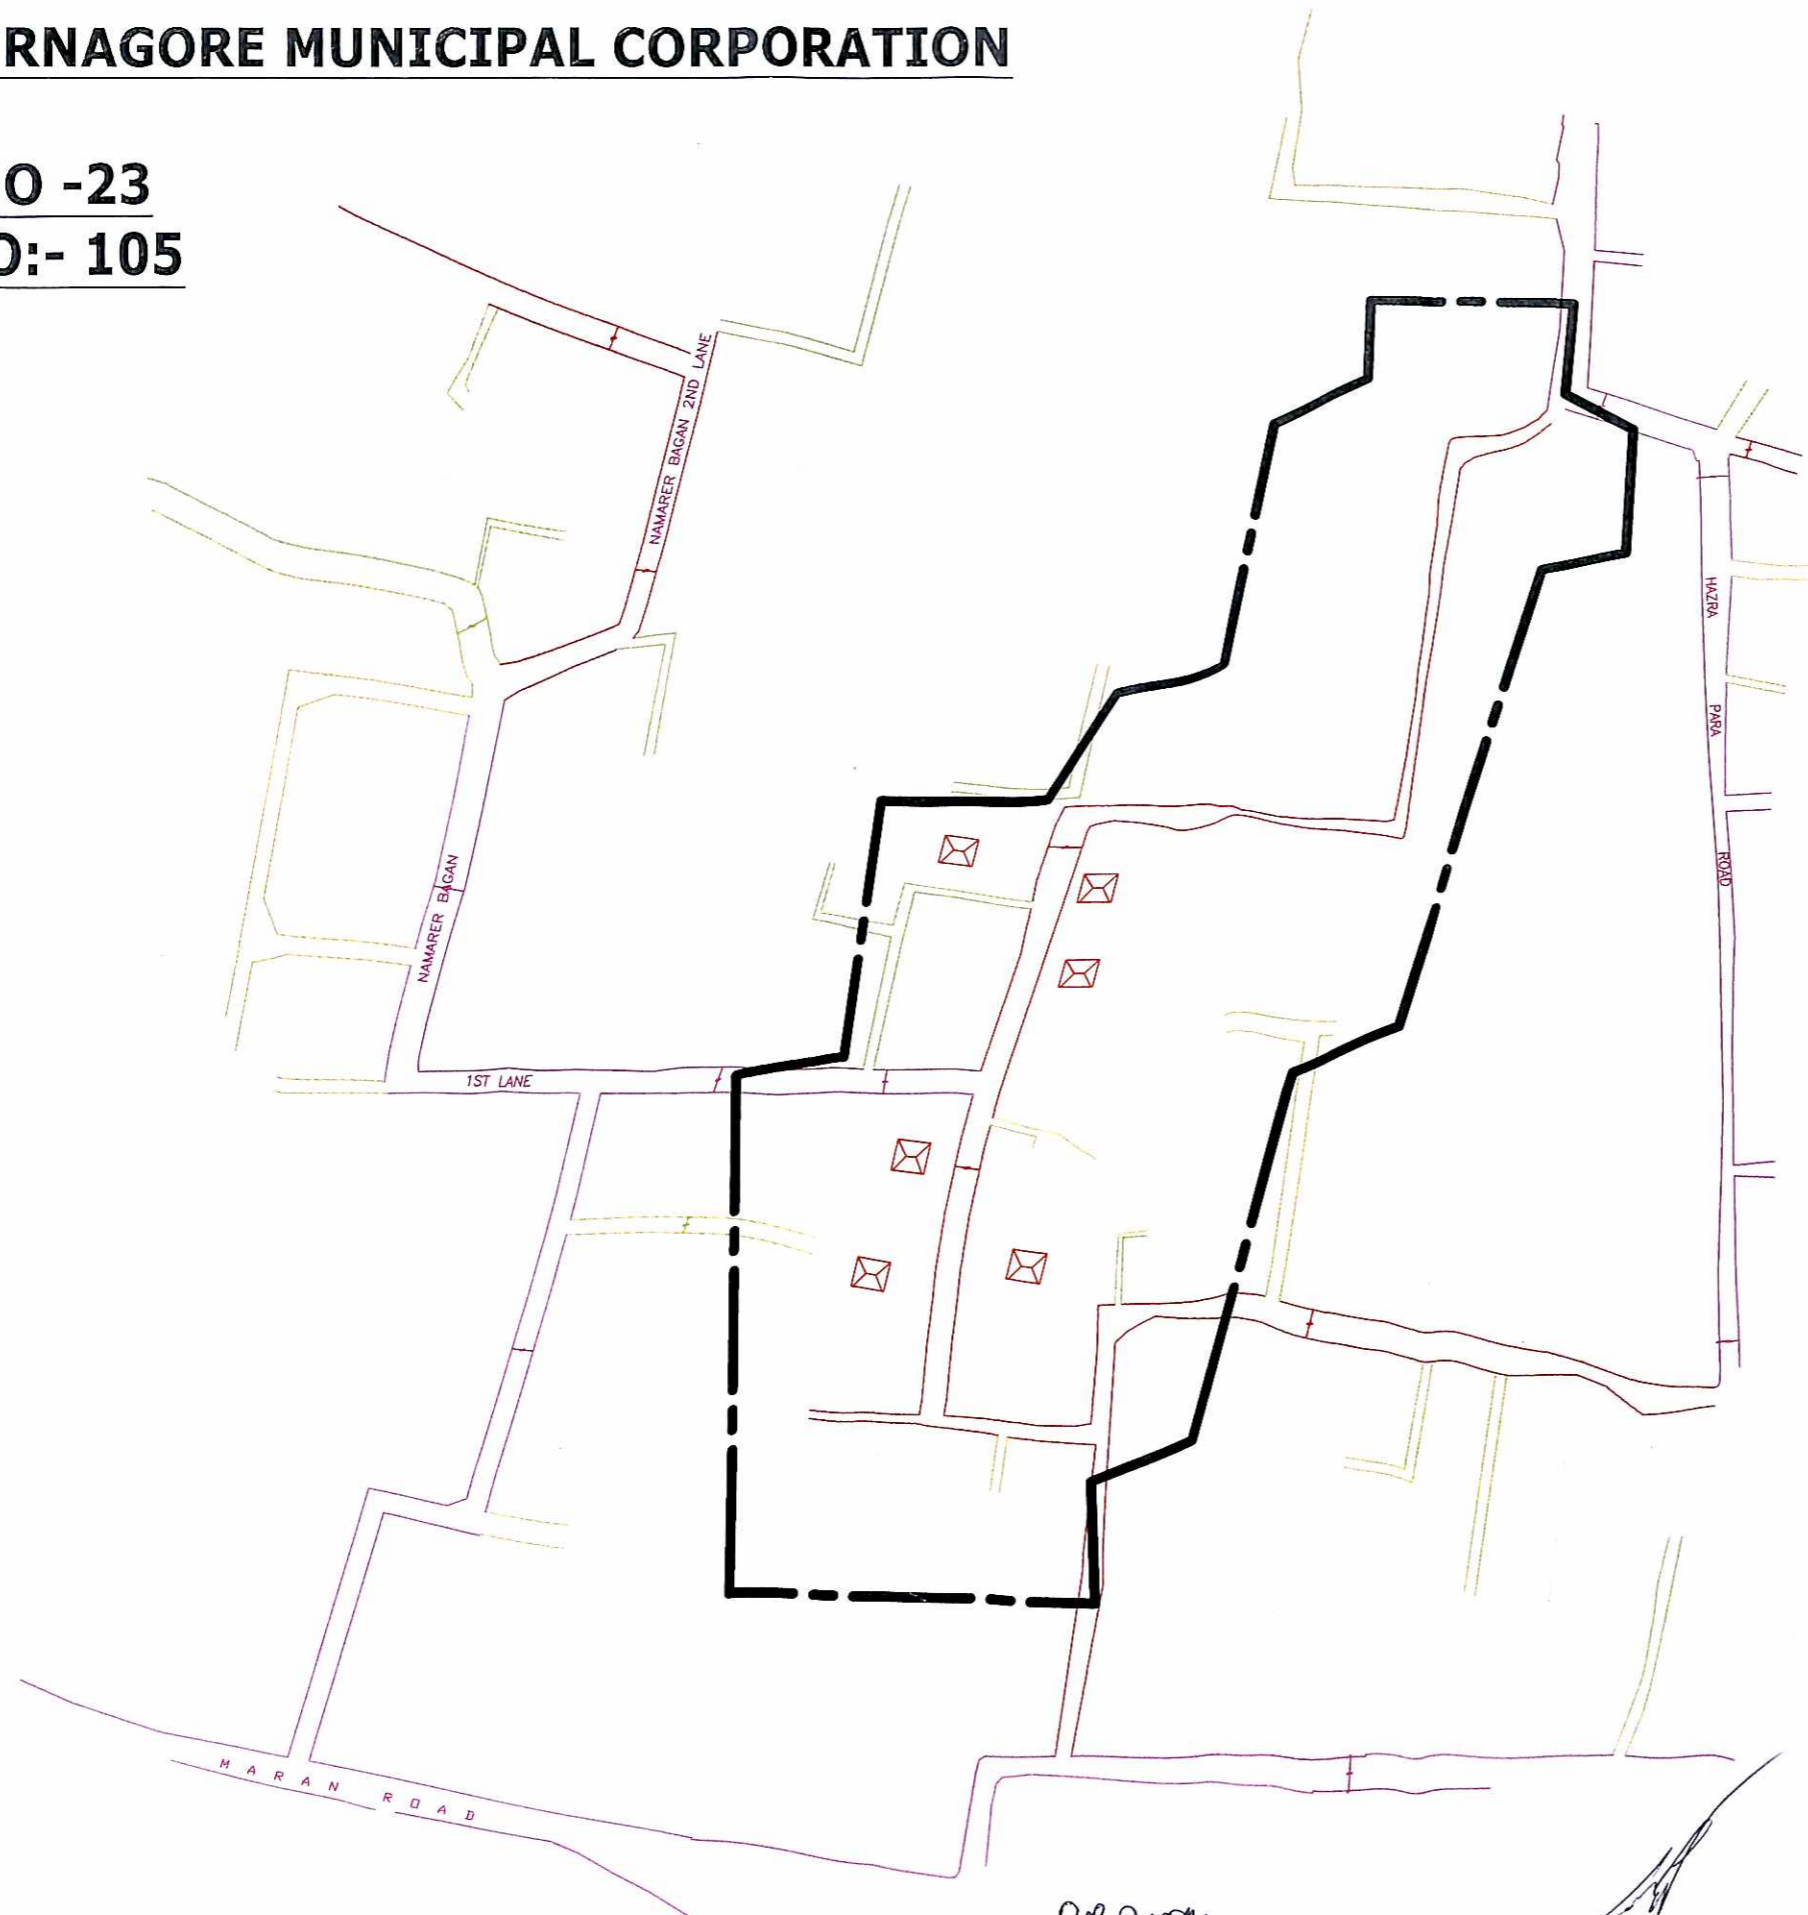 RNAGORE MUNICIPAL CORPORATION
O -23
O:- 105
NAMARER BAGAN 2ND LANE
NAMARER BAGAN
1ST LANE
HAZRA PARA ROAD
MARAN ROAD